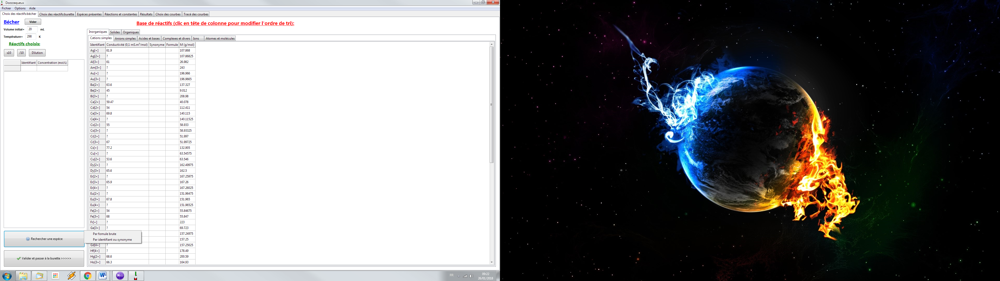 Dozzzaqueux
Fichier Options Aide
Choix des réactifs:bécher Choix des réactifs:burette Espèces présentes Réactions et constantes Résultats Choix des courbes Tracé des courbes
Bécher Vider
Base de réactifs (clic en tête de colonne pour modifier l'ordre de tri):
Volume initial= 20 mL
Température= 298 K
Réactifs choisis:
x10 /10 Dilution
Identifiant Concentration (mol/L)
Inorganiques Solides Organiques
Cations simples Anions simples Acides et bases Complexes et divers Ions Atomes et molécules
Identifiant Conductivité (0,1 mS.m²/mol) Synonyme Formule M (g/mol)
Ag[+] 61.9 107.868
Ag[2+] ? 107.86825
Al[3+] 61 26.982
Am[3+] ? 243
Au[+] ? 196.966
Au[3+] ? 196.9665
Ba[2+] 63.6 137.327
Be[2+] 45 9.012
Bi[3+] ? 208.98
Ca[2+] 59.47 40.078
Cd[2+] 54 112.411
Ce[3+] 69.8 140.115
Ce[4+] ? 140.11525
Co[2+] 55 58.933
Co[3+] ? 58.93325
Cr[2+] ? 51.997
Cr[3+] 67 51.99725
Cs[+] 77.2 132.905
Cu[+] ? 63.54575
Cu[2+] 53.6 63.546
Dy[2+] ? 162.49975
Dy[3+] 65.6 162.5
Er[2+] ? 167.25975
Er[3+] 65.9 167.26
Er[4+] ? 167.26025
Eu[2+] ? 151.96475
Eu[3+] 67.8 151.965
Eu[4+] ? 151.96525
Fe[2+] 54 55.84675
Fe[3+] 68 55.847
Fr[+] ? 223
Ga[3+] ? 69.723
157.24975
157.25
Gd[4+] ? 157.25025
Hf[4+] ? 178.49
Hg[2+] 68.6 200.59
Ho[3+] 66.3 164.93
Rechercher une espéce
Par fomule brute
Par identifiant ou synonyme
Valider et passer à la burette >>>>>
W
NVU
FR
09:22
26/01/2018